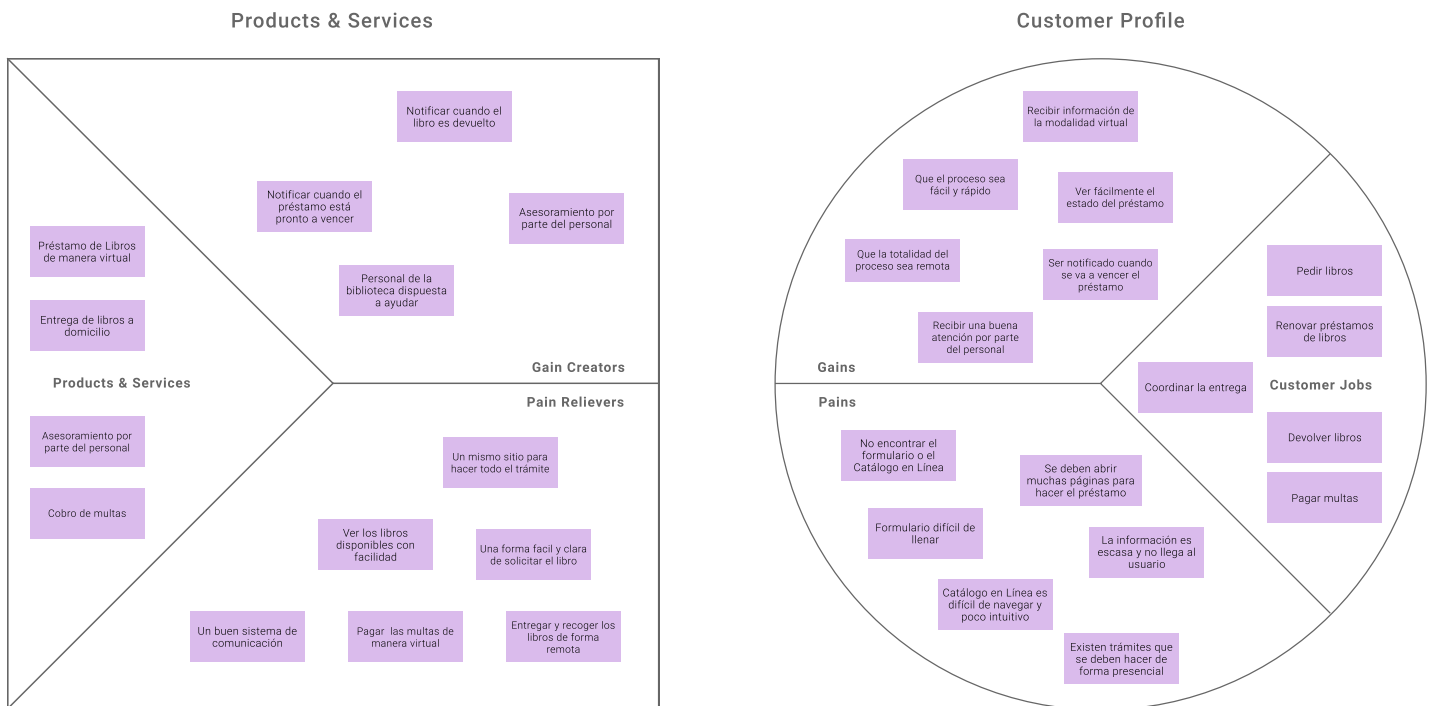 Products & Services
Notificar cuando el
libro es devuelto
Notificar cuando el
préstamo está
pronto a vencer
Asesoramiento por
parte del personal
Personal de la
biblioteca dispuesta
a ayudar
Gain Creators
Préstamo de Libros
de manera virtual
Entrega de libros a
domicilio
Products & Services
Asesoramiento por
parte del personal
Cobro de multas
Pain Relievers
Un mismo sitio para
hacer todo el trámite
Ver los libros
disponibles con
facilidad
Una forma facil y clara
de solicitar el libro
Un buen sistema de
comunicación
Pagar las multas de
manera virtual
Entregar y recoger los
libros de forma
remota
Customer Profile
Recibir información de
la modalidad virtual
Que el proceso sea
fácil y rápido
Ver fácilmente el
estado del préstamo
Que la totalidad del
proceso sea remota
Ser notificado cuando
se va a vencer el
préstamo
Recibir una buena
atención por parte
del personal
Gains
Pedir libros
Renovar préstamos
de libros
Coordinar la entrega
Customer Jobs
Devolver libros
Pagar multas
Pains
No encontrar el
formulario o el
Catálogo en Línea
Se deben abrir
muchas páginas para
hacer el préstamo
Formulario difícil de
llenar
La información es
escasa y no llega al
usuario
Catálogo en Línea es
difícil de navegar y
poco intuitivo
Existen trámites que
se deben hacer de
forma presencial